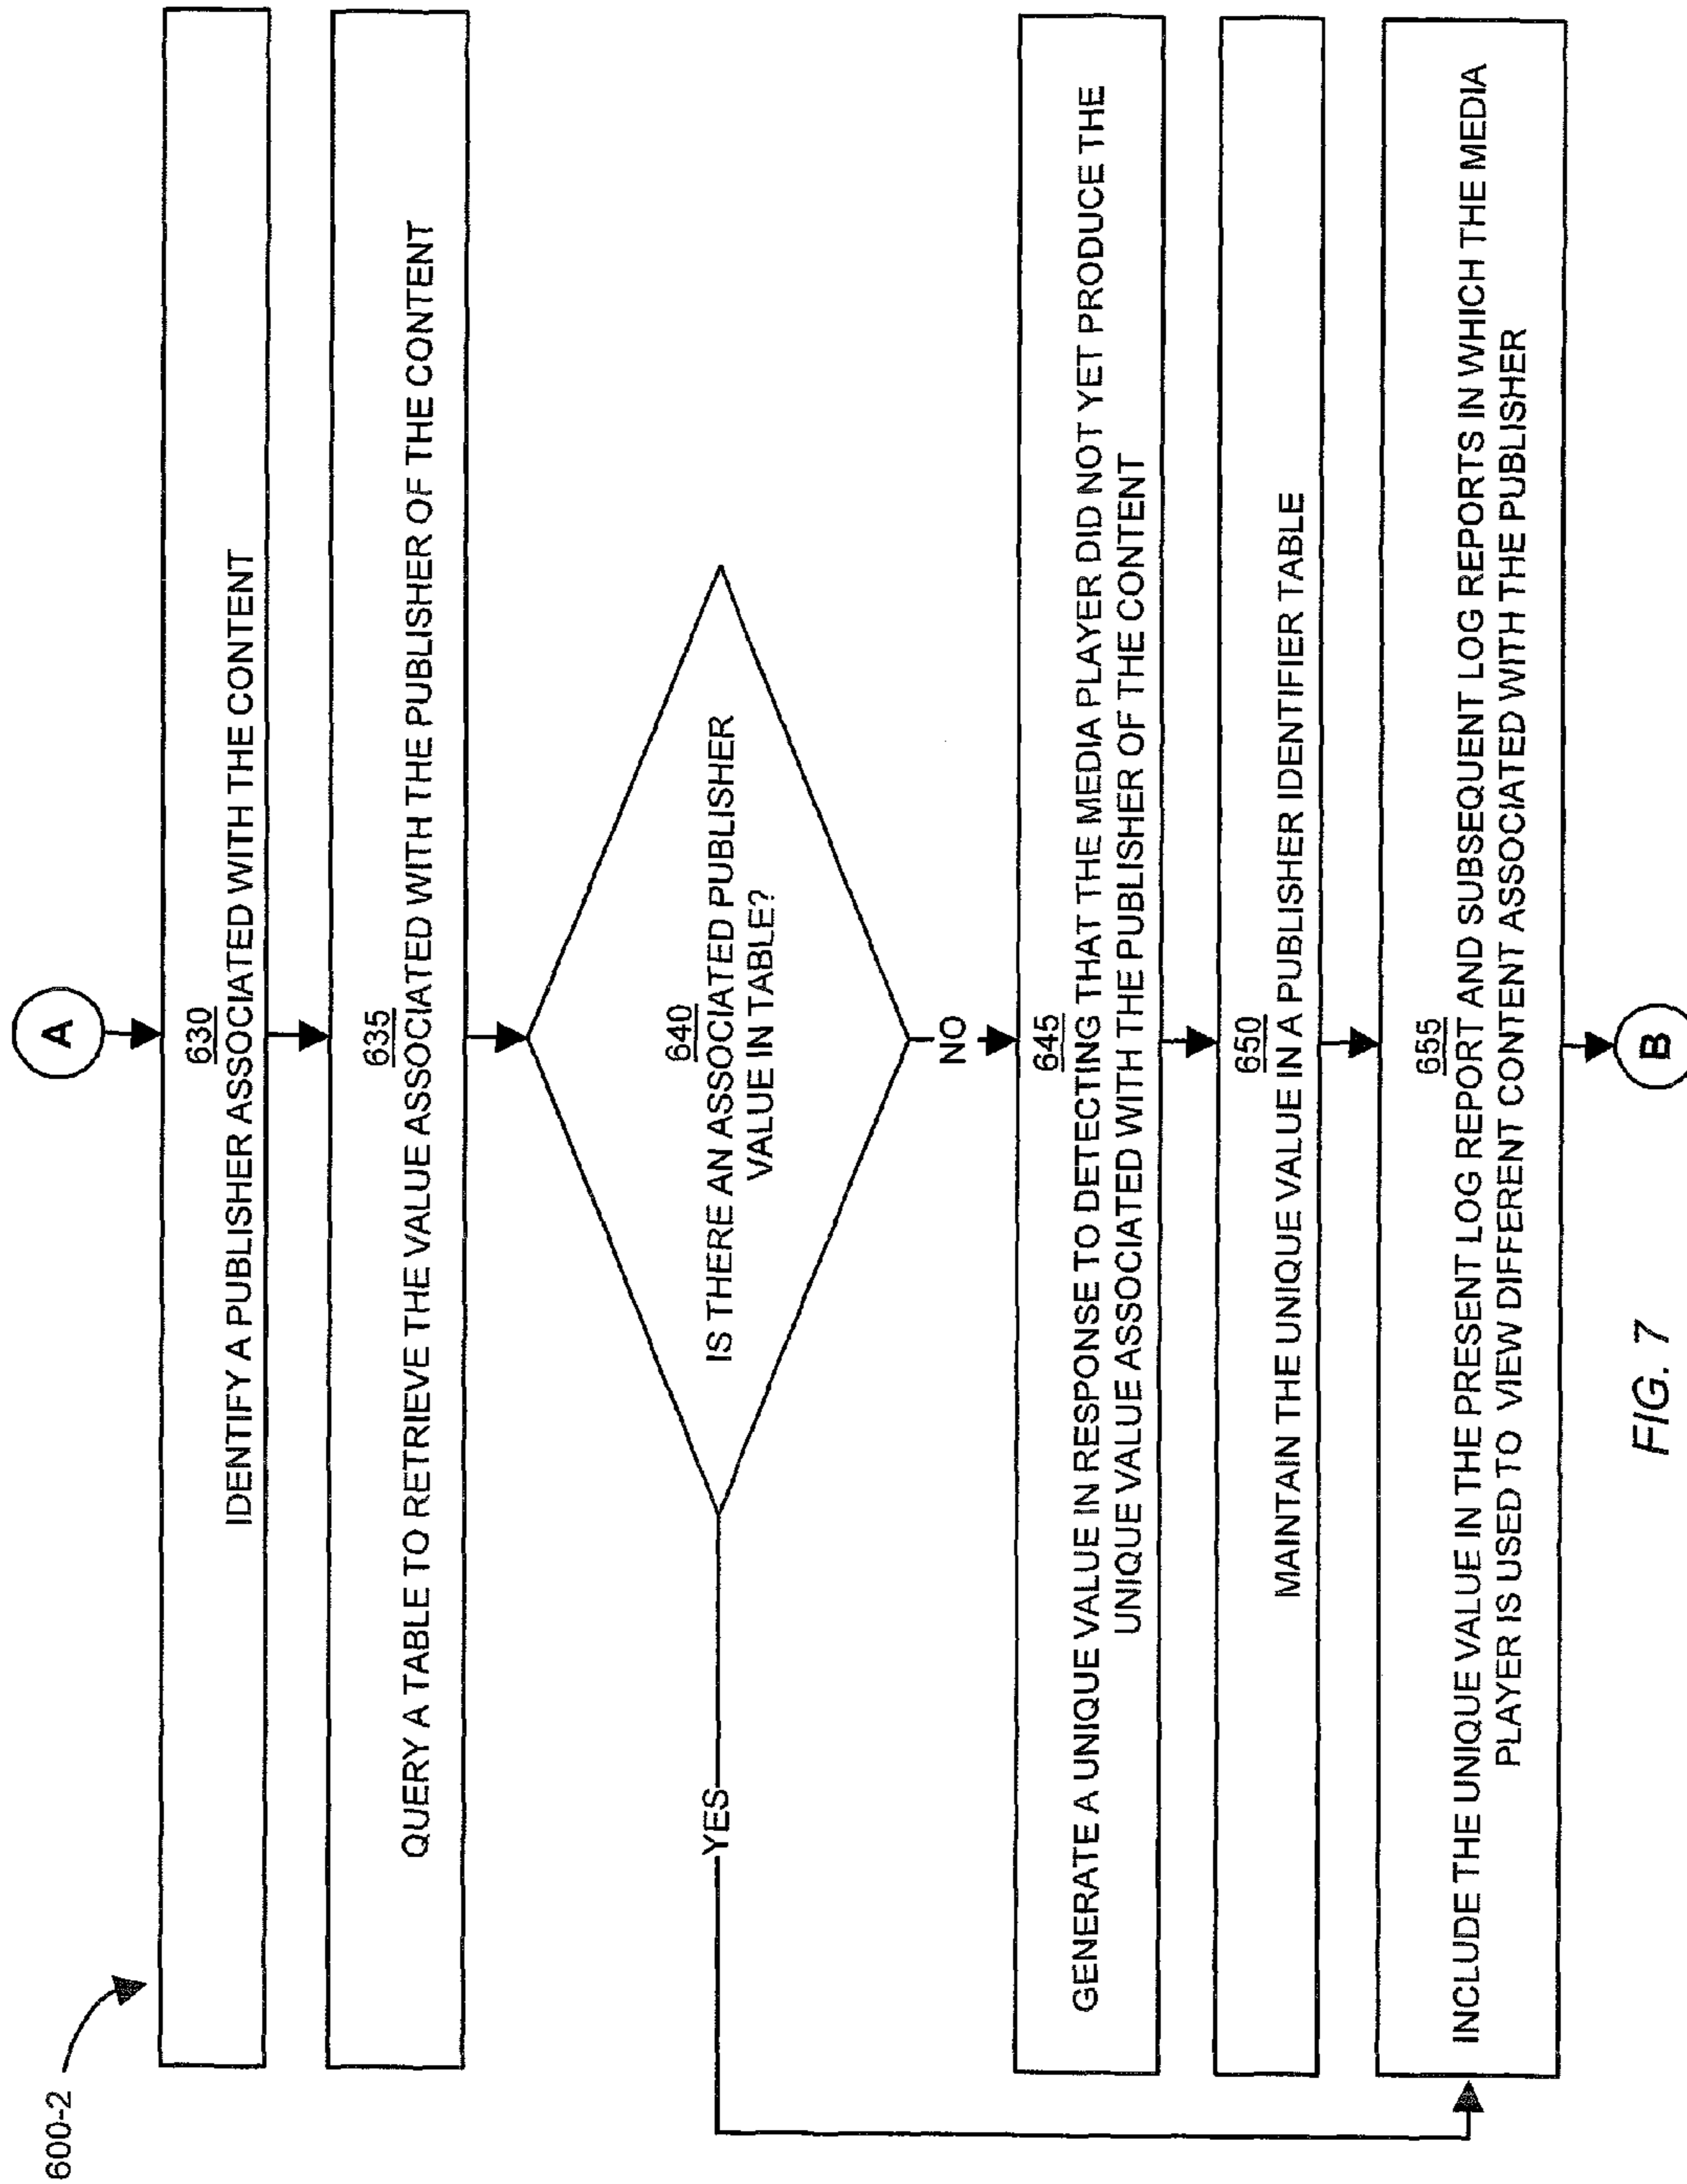 600-2
A
630
IDENTIFY A PUBLISHER ASSOCIATED WITH THE CONTENT
635
QUERY A TABLE TO RETRIEVE THE VALUE ASSOCIATED WITH THE PUBLISHER OF THE CONTENT
640
IS THERE AN ASSOCIATED PUBLISHER
VALUE IN TABLE?
YES
NO
645
GENERATE A UNIQUE VALUE IN RESPONSE TO DETECTING THAT THE MEDIA PLAYER DID NOT YET PRODUCE THE
UNIQUE VALUE ASSOCIATED WITH THE PUBLISHER OF THE CONTENT
650
MAINTAIN THE UNIQUE VALUE IN A PUBLISHER IDENTIFIER TABLE
655
INCLUDE THE UNIQUE VALUE IN THE PRESENT LOG REPORT AND SUBSEQUENT LOG REPORTS IN WHICH THE MEDIA
PLAYER IS USED TO VIEW DIFFERENT CONTENT ASSOCIATED WITH THE PUBLISHER
B
FIG. 7